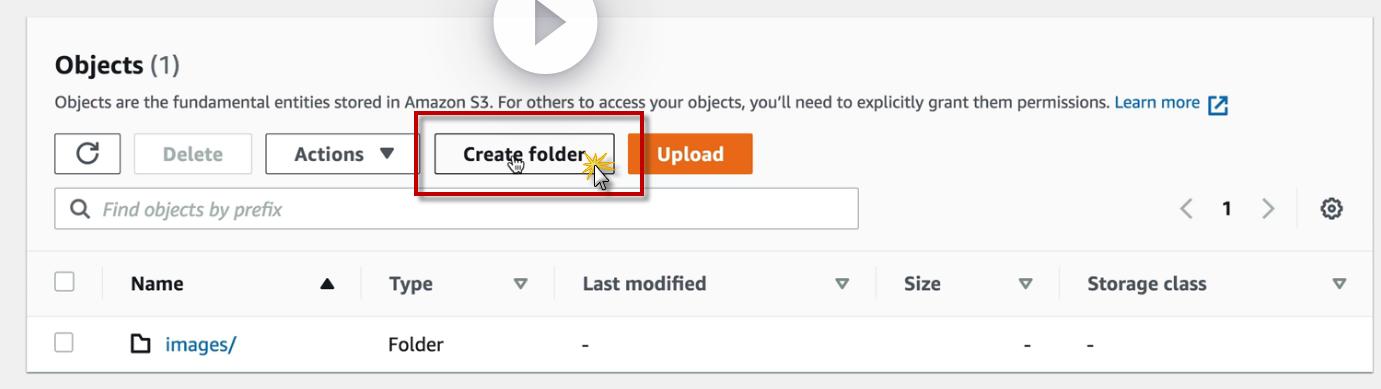 Objects (1)
Objects are the fundamental entities stored in Amazon S3. For others to access your objects, you'll need to explicitly grant them permissions. Learn more
Delete Actions Create folder Upload
Find objects by prefix 1
Name Type Last modified Size Storage class
images/ Folder - - -